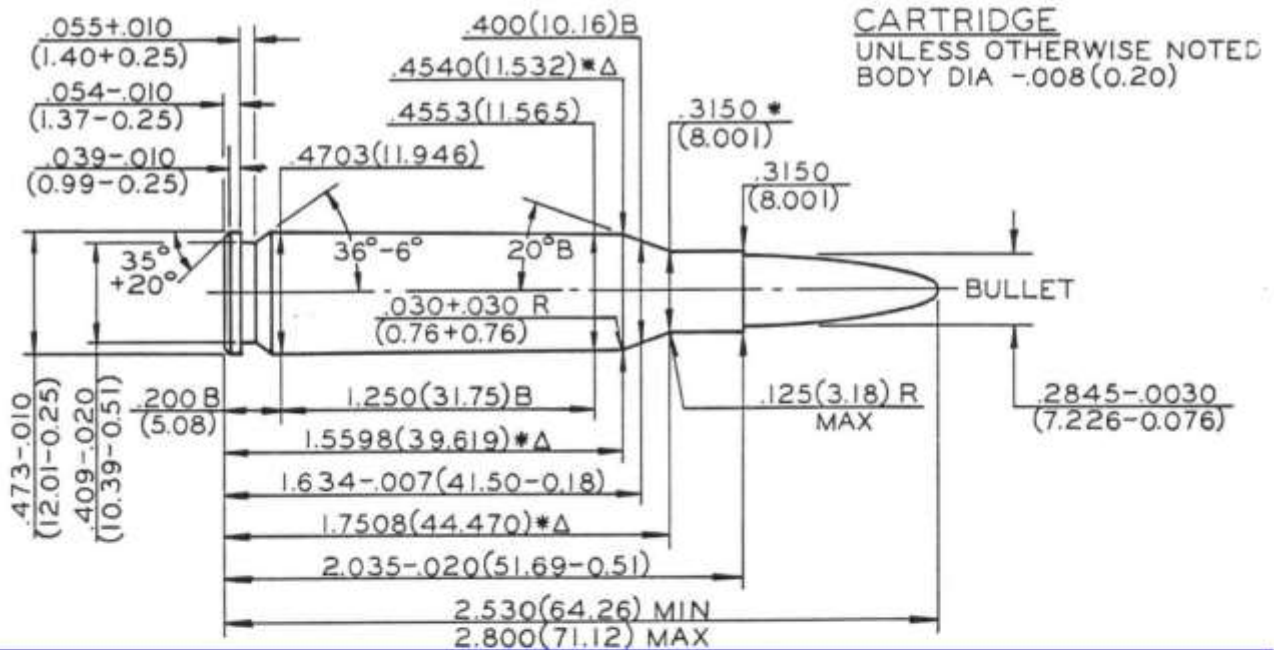 CARTRIDGE
UNLESS OTHERWISE NOTED
BODY DIA -.008(0.20)
.055+.010
(1.40+0.25)
.054-.010
(1.37-0.25)
.039-.010
(0.99-0.25)
.400(10.16)B
.4540(11.532)*Δ
.4553(11.565)
.4703(11.946)
.3150 *
(8.001)
.3150
(8.001)
35°
+20°
36°-6°
20°B
BULLET
.030+.030 R
(0.76+0.76)
.473-.010
(12.01-0.25)
.409-.020
(10.39-0.51)
.200 B
(5.08)
1.250(31.75)B
.125(3.18) R
MAX
.2845-.0030
(7.226-0.076)
1.5598(39.619)*Δ
1.634-.007(41.50-0.18)
1.7508(44.470)*Δ
2.035-.020(51.69-0.51)
2.530(64.26) MIN
2.800(71.12) MAX